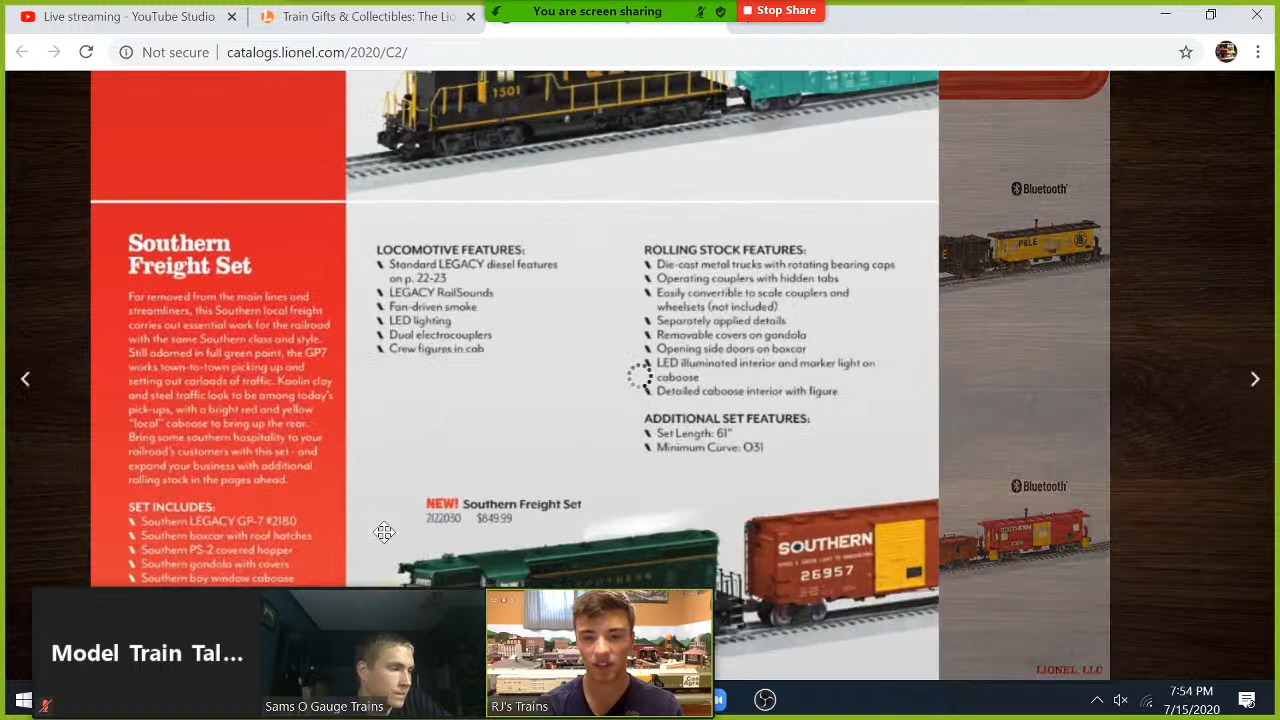 Live streaming - YouTube Studio
Train Gifts & Collectibles: The Lio
You are screen sharing
Stop Share
Not secure
catalogs.lionel.com/2020/C2/
1501
Bluetooth
P&LE
Southern
Freight Set
Far removed from the main lines and
streamliners, this Southern local freight
carries out essential work for the railroad
with the same Southern class and style.
Still adorned in full green paint, the GP7
works town-to-town picking up and
setting out carloads of traffic. Kaolin clay
and steel traffic look to be among today's
pick-ups, with a bright red and yellow
"local" caboose to bring up the rear.
Bring some southern hospitality to your
railroad's customers with this set - and
expand your business with additional
rolling stock in the pages ahead.
SET INCLUDES:
Southern LEGACY GP-7 #2180
Southern boxcar with roof hatches
Southern PS-2 covered hopper
Southern gondola with covers
Southern bay window caboose
LOCOMOTIVE FEATURES:
Standard LEGACY diesel features
on p. 22-23
LEGACY RailSounds
Fan-driven smoke
LED lighting
Dual electrocouplers
Crew figures in cab
ROLLING STOCK FEATURES:
Die-cast metal trucks with rotating bearing caps
Operating couplers with hidden tabs
Easily convertible to scale couplers and
wheelsets (not included)
Separately applied details
Removable covers on gondola
Opening side doors on boxcar
LED illuminated interior and marker light on
caboose
Detailed caboose interior with figure
ADDITIONAL SET FEATURES:
Set Length: 61"
Minimum Curve: O31
NEW! Southern Freight Set
2122030 $849.99
SOUTHERN
26957
Bluetooth
SOUTHERN
LIONEL, LLC
Model Train Tal...
Sams O Gauge Trains
RJ's Trains
7:54 PM
7/15/2020